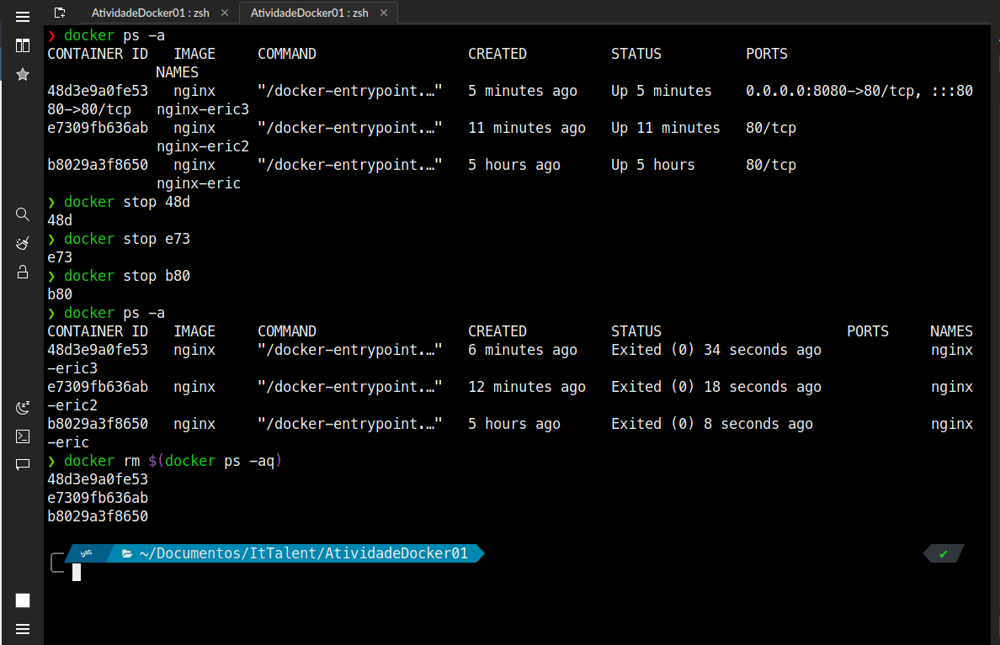 AtividadeDocker01 : zsh
AtividadeDocker01 : zsh
❯ docker ps -a
CONTAINER ID   IMAGE     COMMAND                  CREATED          STATUS          PORTS
             NAMES
48d3e9a0fe53   nginx     "/docker-entrypoint.…"   5 minutes ago    Up 5 minutes    0.0.0.0:8080->80/tcp, :::80
80->80/tcp   nginx-eric3
e7309fb636ab   nginx     "/docker-entrypoint.…"   11 minutes ago   Up 11 minutes   80/tcp
             nginx-eric2
b8029a3f8650   nginx     "/docker-entrypoint.…"   5 hours ago      Up 5 hours      80/tcp
             nginx-eric
❯ docker stop 48d
48d
❯ docker stop e73
e73
❯ docker stop b80
b80
❯ docker ps -a
CONTAINER ID   IMAGE     COMMAND                  CREATED          STATUS                      PORTS     NAMES
48d3e9a0fe53   nginx     "/docker-entrypoint.…"   6 minutes ago    Exited (0) 34 seconds ago             nginx
-eric3
e7309fb636ab   nginx     "/docker-entrypoint.…"   12 minutes ago   Exited (0) 18 seconds ago             nginx
-eric2
b8029a3f8650   nginx     "/docker-entrypoint.…"   5 hours ago      Exited (0) 8 seconds ago              nginx
-eric
❯ docker rm $(docker ps -aq)
48d3e9a0fe53
e7309fb636ab
b8029a3f8650
~/Documentos/ItTalent/AtividadeDocker01 ✔